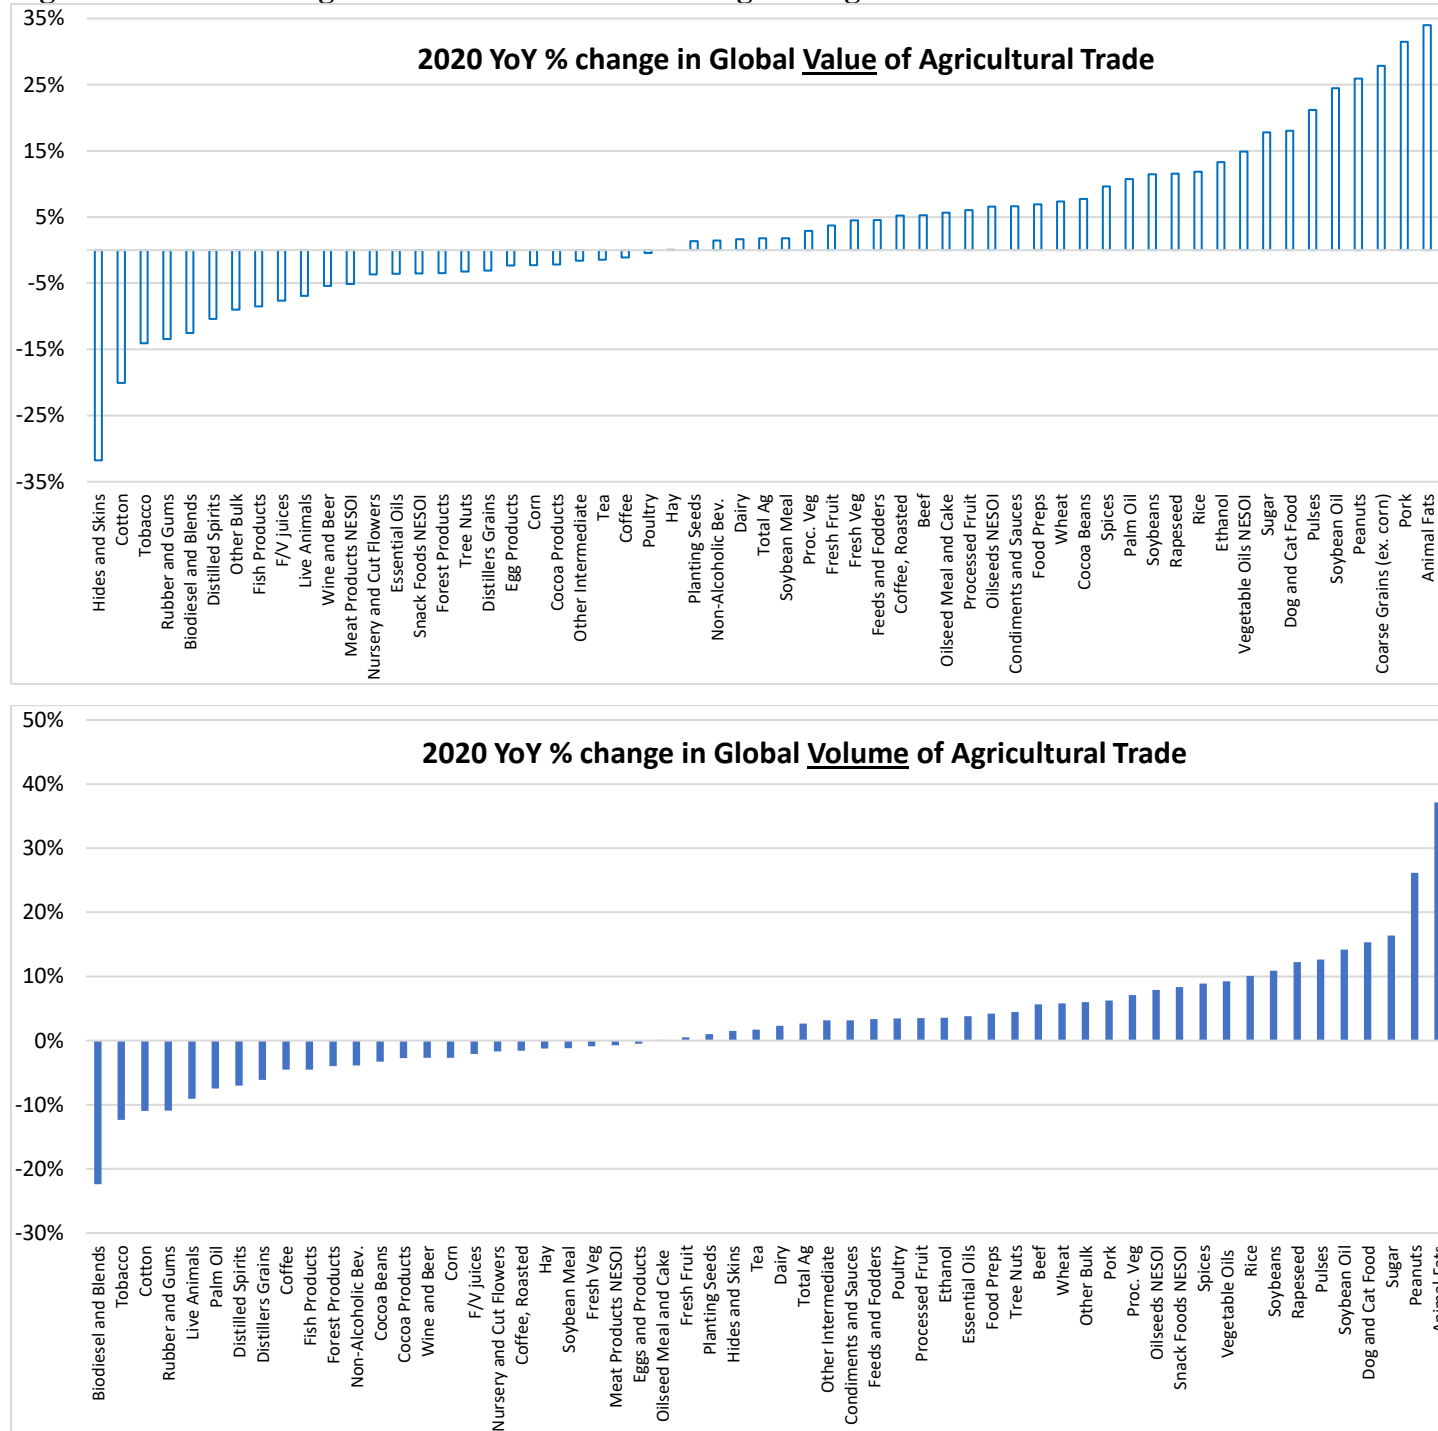 35%
2020 YoY % change in Global Value of Agricultural Trade
25%
15%
5%
-5%
-15%
-25%
-35%
Hides and Skins
Cotton
Tobacco
Rubber and Gums
Biodiesel and Blends
Distilled Spirits
Other Bulk
Fish Products
F/V juices
Live Animals
Wine and Beer
Meat Products NESOI
Nursery and Cut Flowers
Essential Oils
Snack Foods NESOI
Forest Products
Tree Nuts
Distillers Grains
Egg Products
Corn
Cocoa Products
Other Intermediate
Tea
Coffee
Poultry
Hay
Planting Seeds
Non-Alcoholic Bev.
Dairy
Total Ag
Soybean Meal
Proc. Veg
Fresh Fruit
Fresh Veg
Feeds and Fodders
Coffee, Roasted
Beef
Oilseed Meal and Cake
Processed Fruit
Oilseeds NESOI
Condiments and Sauces
Food Preps
Wheat
Cocoa Beans
Spices
Palm Oil
Soybeans
Rapeseed
Rice
Ethanol
Vegetable Oils NESOI
Sugar
Dog and Cat Food
Pulses
Soybean Oil
Peanuts
Coarse Grains (ex. corn)
Pork
Animal Fats
50%
2020 YoY % change in Global Volume of Agricultural Trade
40%
30%
20%
10%
0%
-10%
-20%
-30%
Biodiesel and Blends
Tobacco
Cotton
Rubber and Gums
Live Animals
Palm Oil
Distilled Spirits
Distillers Grains
Coffee
Fish Products
Forest Products
Non-Alcoholic Bev.
Cocoa Beans
Cocoa Products
Wine and Beer
Corn
F/V juices
Nursery and Cut Flowers
Coffee, Roasted
Hay
Soybean Meal
Fresh Veg
Meat Products NESOI
Eggs and Products
Oilseed Meal and Cake
Fresh Fruit
Planting Seeds
Hides and Skins
Tea
Dairy
Total Ag
Other Intermediate
Condiments and Sauces
Feeds and Fodders
Poultry
Processed Fruit
Ethanol
Essential Oils
Food Preps
Tree Nuts
Beef
Wheat
Other Bulk
Pork
Proc. Veg
Oilseeds NESOI
Snack Foods NESOI
Spices
Vegetable Oils
Rice
Soybeans
Rapeseed
Pulses
Soybean Oil
Dog and Cat Food
Sugar
Peanuts
Animal Fats